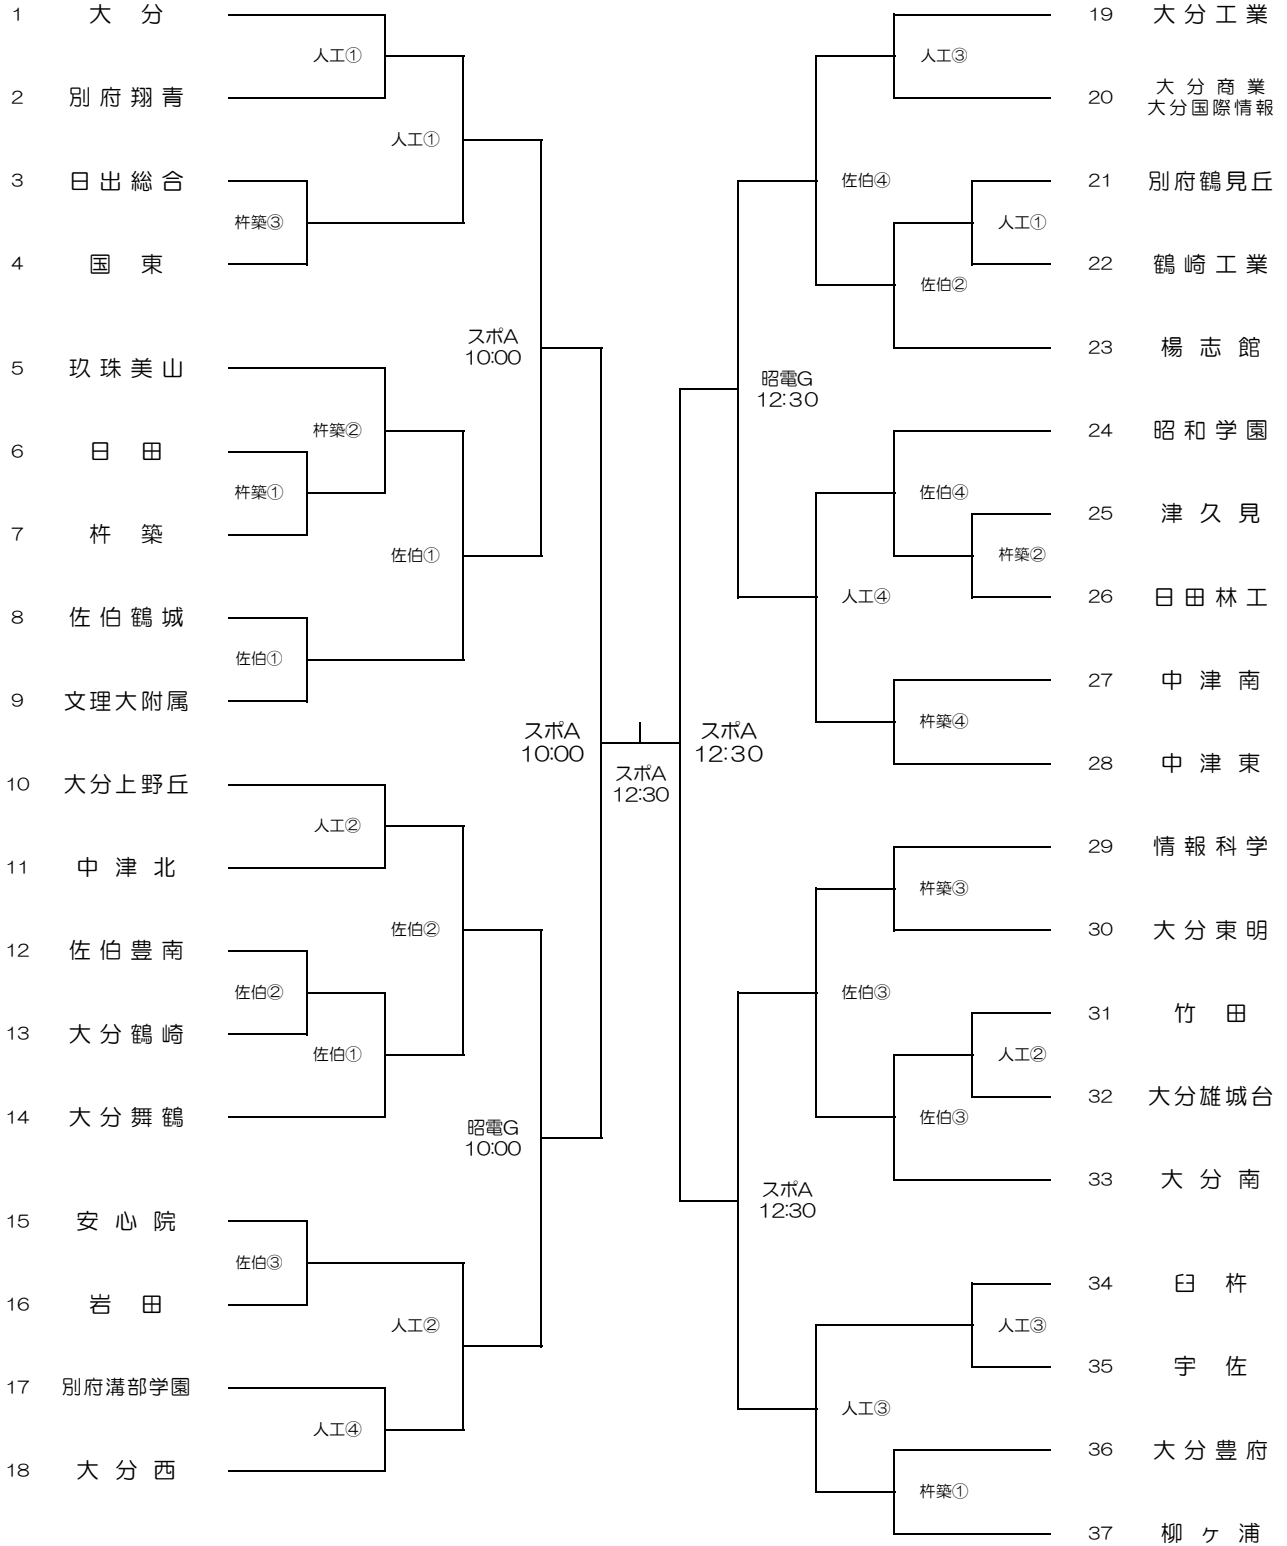 1 大分
人工①
2 別府翔青
人工①
3 日出総合
杵築③
4 国東
スポA
10:00
5 玖珠美山
杵築②
6 日田
杵築①
7 杵築
佐伯①
8 佐伯鶴城
佐伯①
9 文理大附属
スポA
10:00
10 大分上野丘
人工②
11 中津北
佐伯②
12 佐伯豊南
佐伯②
13 大分鶴崎
佐伯①
14 大分舞鶴
昭電G
10:00
15 安心院
佐伯③
16 岩田
人工②
17 別府溝部学園
人工④
18 大分西
スポA
12:30
19 大分工業
人工③
20 大分商業
大分国際情報
佐伯④
21 別府鶴見丘
人工①
22 鶴崎工業
佐伯②
23 楊志館
昭電G
12:30
24 昭和学園
佐伯④
25 津久見
杵築②
26 日田林工
人工④
27 中津南
杵築④
28 中津東
スポA
12:30
29 情報科学
杵築③
30 大分東明
佐伯③
31 竹田
人工②
32 大分雄城台
佐伯③
33 大分南
スポA
12:30
34 臼杵
人工③
35 宇佐
人工③
36 大分豊府
杵築①
37 柳ヶ浦